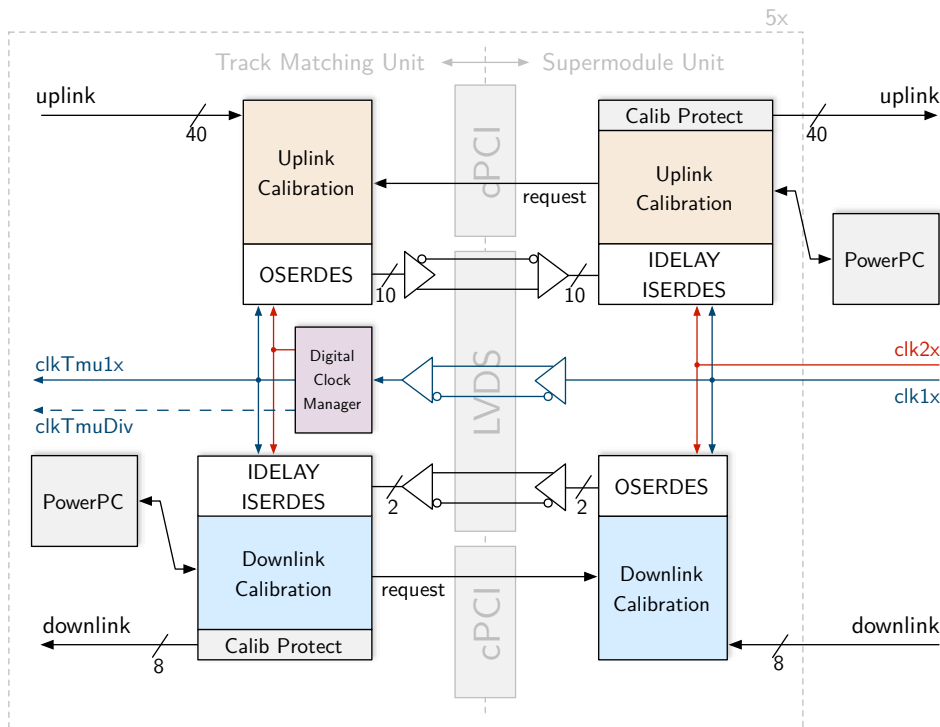 5x
Track Matching Unit
Supermodule Unit
uplink
40
Uplink
Calibration
OSERDES
cPCI
request
Calib Protect
Uplink
Calibration
IDELAY
ISERDES
uplink
40
PowerPC
10
10
clkTmu1x
clkTmuDiv
Digital
Clock
Manager
LVDS
clk2x
clk1x
PowerPC
IDELAY
ISERDES
Downlink
Calibration
Calib Protect
2
2
OSERDES
Downlink
Calibration
request
cPCI
downlink
8
downlink
8